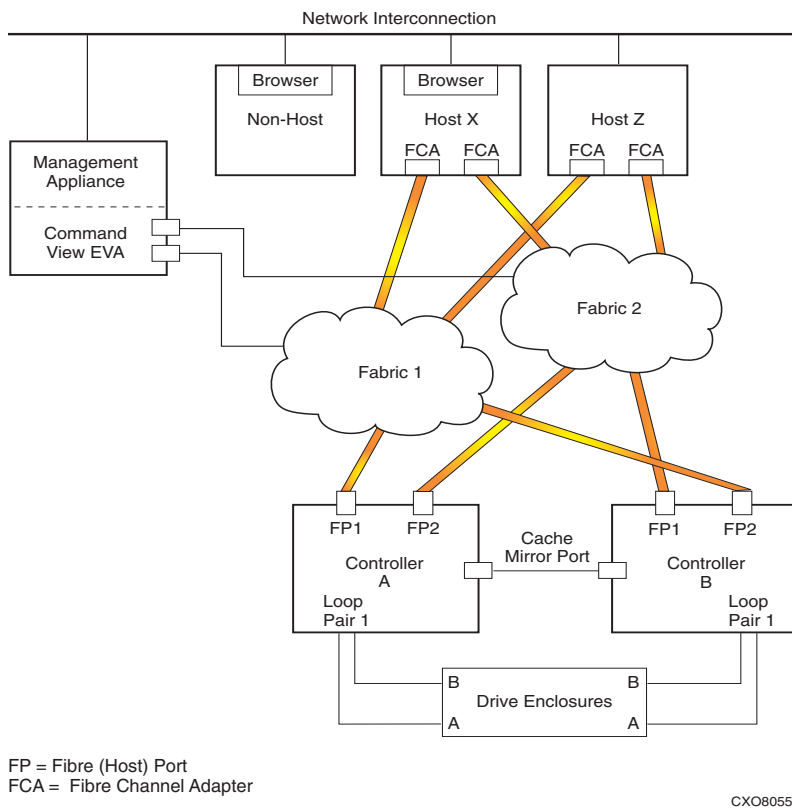 Network Interconnection
Browser
Browser
Non-Host
Host X
Host Z
FCA
FCA
FCA
FCA
Management
Appliance
Command
View EVA
Fabric 2
Fabric 1
FP1
FP2
FP1
FP2
Cache
Mirror Port
Controller
A
Controller
B
Loop
Pair 1
Loop
Pair 1
B
B
Drive Enclosures
A
A
FP = Fibre (Host) Port
FCA = Fibre Channel Adapter
CXO8055